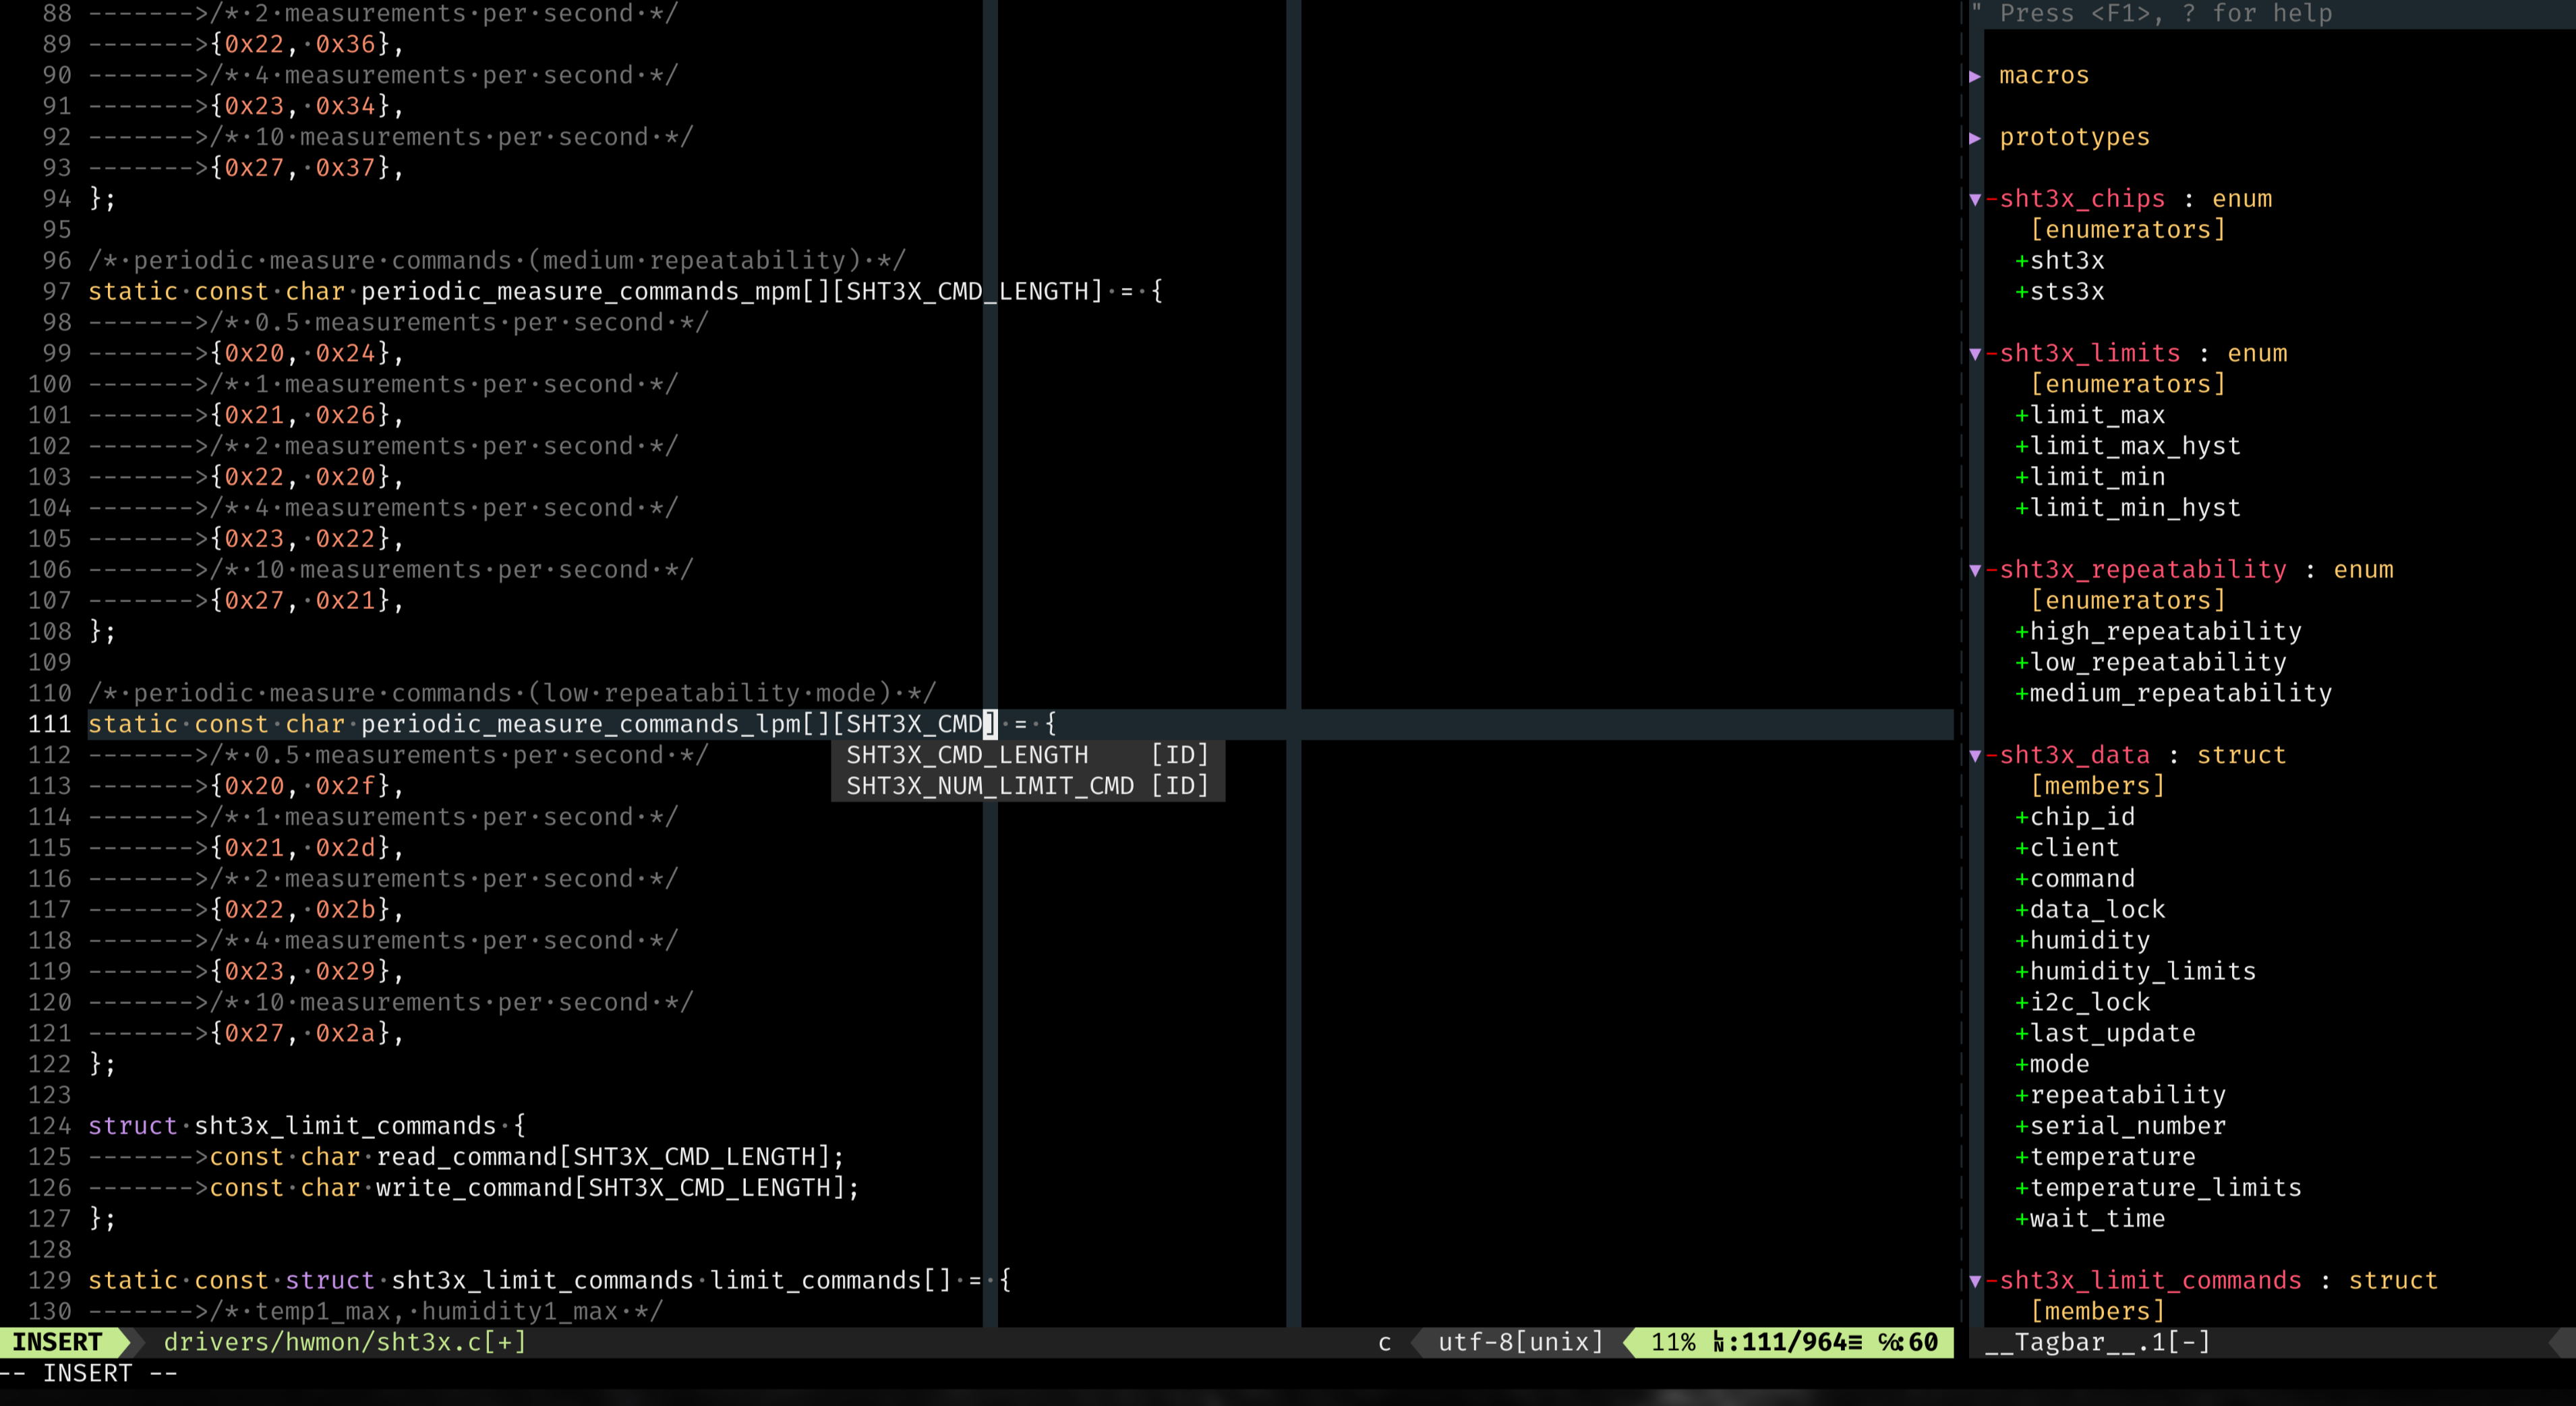 88 ------->/*·2·measurements·per·second·*/
89 ------->{0x22,·0x36},
90 ------->/*·4·measurements·per·second·*/
91 ------->{0x23,·0x34},
92 ------->/*·10·measurements·per·second·*/
93 ------->{0x27,·0x37},
94 };
95
96 /*·periodic·measure·commands·(medium·repeatability)·*/
97 static·const·char·periodic_measure_commands_mpm[][SHT3X_CMD_LENGTH]·=·{
98 ------->/*·0.5·measurements·per·second·*/
99 ------->{0x20,·0x24},
100 ------->/*·1·measurements·per·second·*/
101 ------->{0x21,·0x26},
102 ------->/*·2·measurements·per·second·*/
103 ------->{0x22,·0x20},
104 ------->/*·4·measurements·per·second·*/
105 ------->{0x23,·0x22},
106 ------->/*·10·measurements·per·second·*/
107 ------->{0x27,·0x21},
108 };
109
110 /*·periodic·measure·commands·(low·repeatability·mode)·*/
111 static·const·char·periodic_measure_commands_lpm[][SHT3X_CMD]·=·{
112 ------->/*·0.5·measurements·per·second·*/
SHT3X_CMD_LENGTH [ID]
113 ------->{0x20,·0x2f},
SHT3X_NUM_LIMIT_CMD [ID]
114 ------->/*·1·measurements·per·second·*/
115 ------->{0x21,·0x2d},
116 ------->/*·2·measurements·per·second·*/
117 ------->{0x22,·0x2b},
118 ------->/*·4·measurements·per·second·*/
119 ------->{0x23,·0x29},
120 ------->/*·10·measurements·per·second·*/
121 ------->{0x27,·0x2a},
122 };
123
124 struct·sht3x_limit_commands·{
125 ------->const·char·read_command[SHT3X_CMD_LENGTH];
126 ------->const·char·write_command[SHT3X_CMD_LENGTH];
127 };
128
129 static·const·struct·sht3x_limit_commands·limit_commands[]·=·{
130 ------->/*·temp1_max,·humidity1_max·*/
INSERT drivers/hwmon/sht3x.c[+] c utf-8[unix] 11% ㏑:111/964≡ ℅:60
-- INSERT --
" Press <F1>, ? for help
▶ macros
▶ prototypes
▼-sht3x_chips : enum
[enumerators]
+sht3x
+sts3x
▼-sht3x_limits : enum
[enumerators]
+limit_max
+limit_max_hyst
+limit_min
+limit_min_hyst
▼-sht3x_repeatability : enum
[enumerators]
+high_repeatability
+low_repeatability
+medium_repeatability
▼-sht3x_data : struct
[members]
+chip_id
+client
+command
+data_lock
+humidity
+humidity_limits
+i2c_lock
+last_update
+mode
+repeatability
+serial_number
+temperature
+temperature_limits
+wait_time
▼-sht3x_limit_commands : struct
[members]
__Tagbar__.1[-]